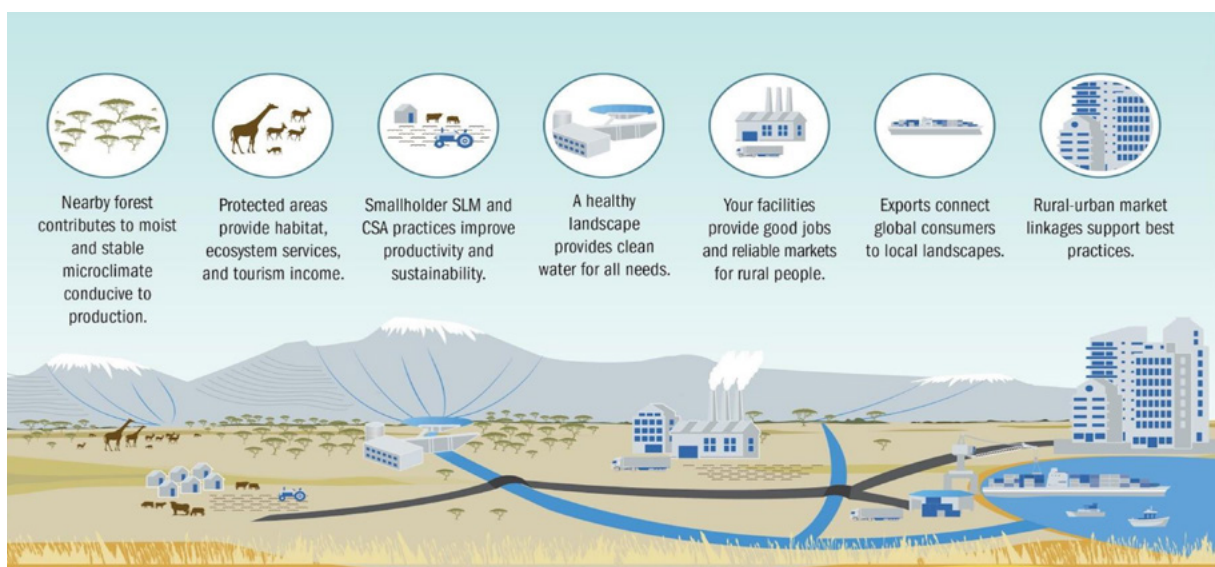 Nearby forest
contributes to moist
and stable
microclimate
conducive to
production.
Protected areas
provide habitat,
ecosystem services,
and tourism income.
Smallholder SLM and
CSA practices improve
productivity and
sustainability.
A healthy
landscape
provides clean
water for all needs.
Your facilities
provide good jobs
and reliable markets
for rural people.
Exports connect
global consumers
to local landscapes.
Rural-urban market
linkages support best
practices.